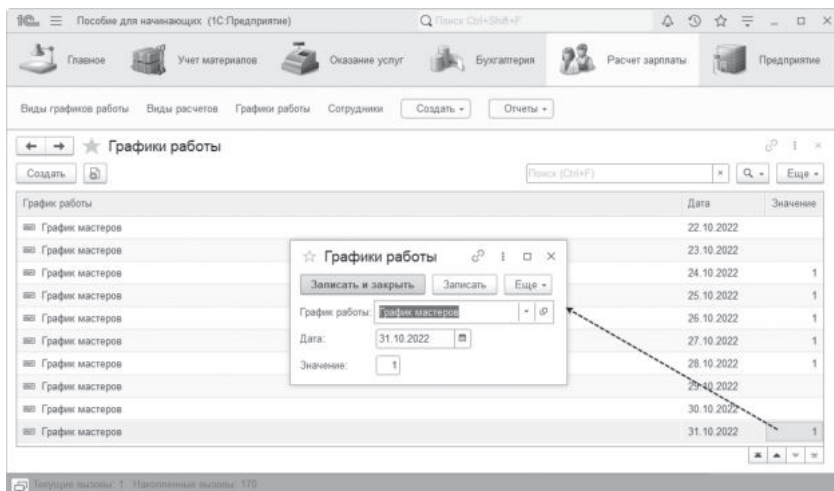 1С Пособие для начинающих (1С:Предприятие) Поиск Ctrl+Shift+F
Главное Учет материалов Оказание услуг Бухгалтерия Расчет зарплаты Предприятие
Виды графиков работы Виды расчетов Графики работы Сотрудники Создать Отчеты
Графики работы
Создать Поиск (Ctrl+F) Еще
График работы Дата Значение
График мастеров 22.10.2022
График мастеров 23.10.2022
График мастеров 24.10.2022 1
График мастеров 25.10.2022 1
График мастеров 26.10.2022 1
График мастеров 27.10.2022 1
График мастеров 28.10.2022 1
График мастеров 29.10.2022
График мастеров 30.10.2022
График мастеров 31.10.2022 1
Графики работы
Записать и закрыть Записать Еще
График работы: График мастеров
Дата: 31.10.2022
Значение: 1
Текущие вызовы: 1 Накопленные вызовы: 170